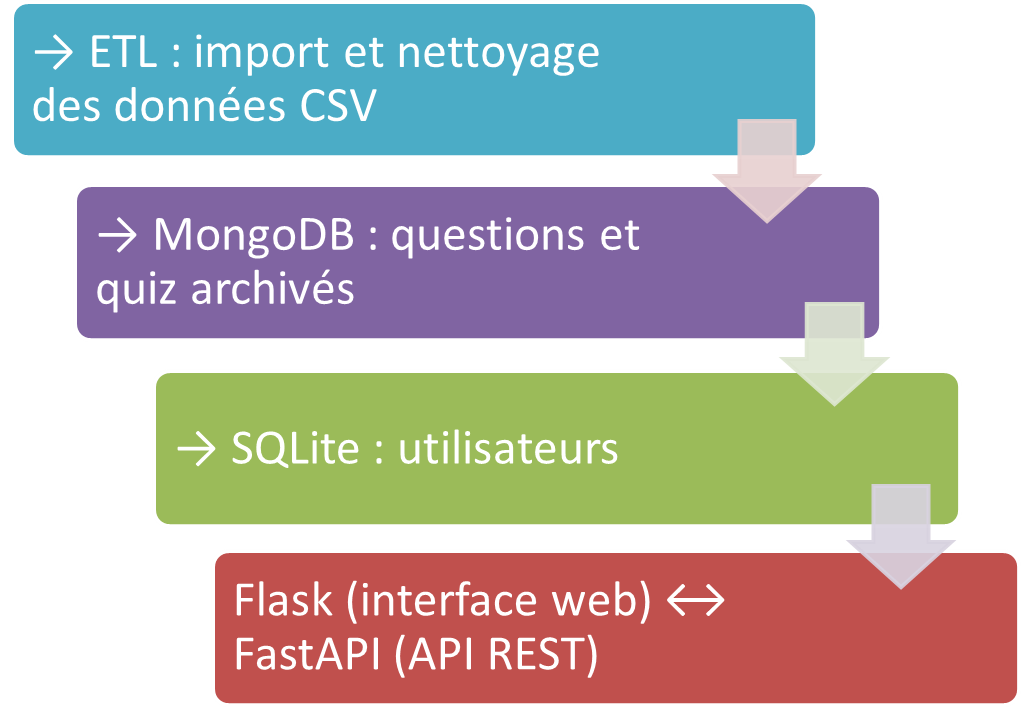 → ETL : import et nettoyage
des données CSV
→ MongoDB : questions et
quiz archivés
→ SQLite : utilisateurs
Flask (interface web) ↔
FastAPI (API REST)